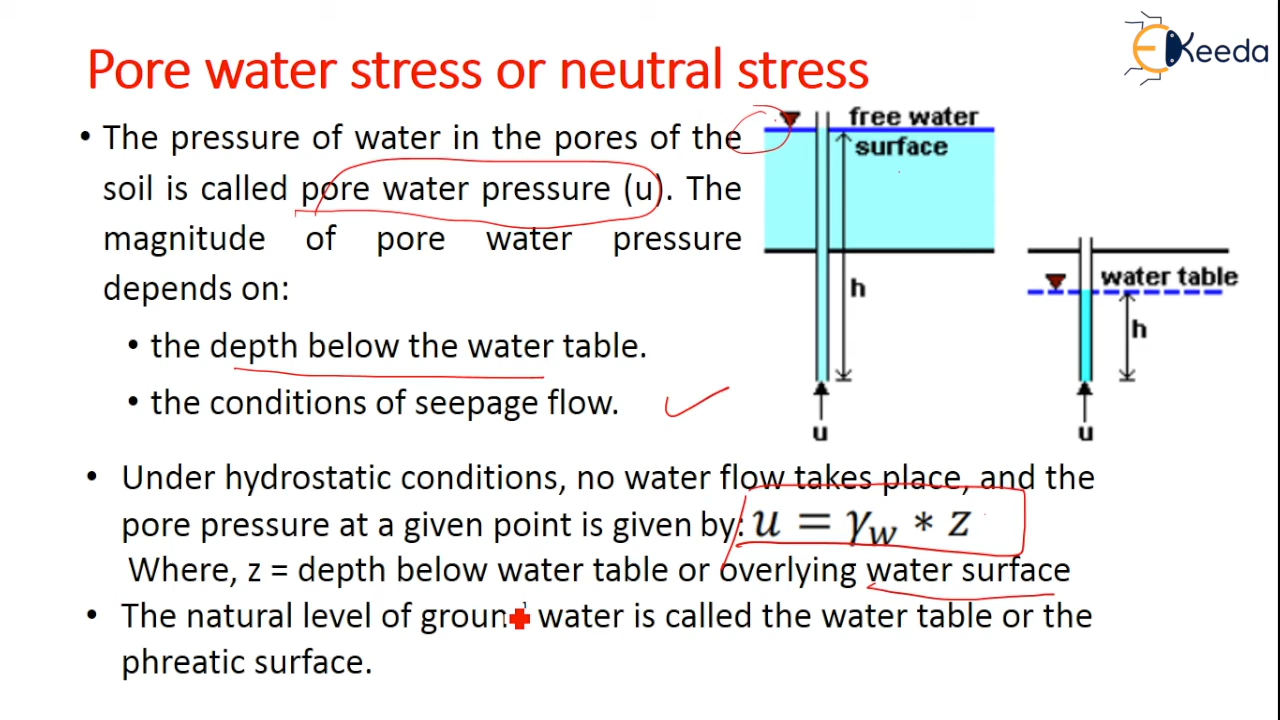 EKeeda
Pore water stress or neutral stress
• The pressure of water in the pores of the
soil is called pore water pressure (u). The
magnitude of pore water pressure
depends on:
• the depth below the water table.
• the conditions of seepage flow.
free water
surface
h
u
water table
h
u
• Under hydrostatic conditions, no water flow takes place, and the
pore pressure at a given point is given by: u = γw * z
Where, z = depth below water table or overlying water surface
• The natural level of ground water is called the water table or the
phreatic surface.